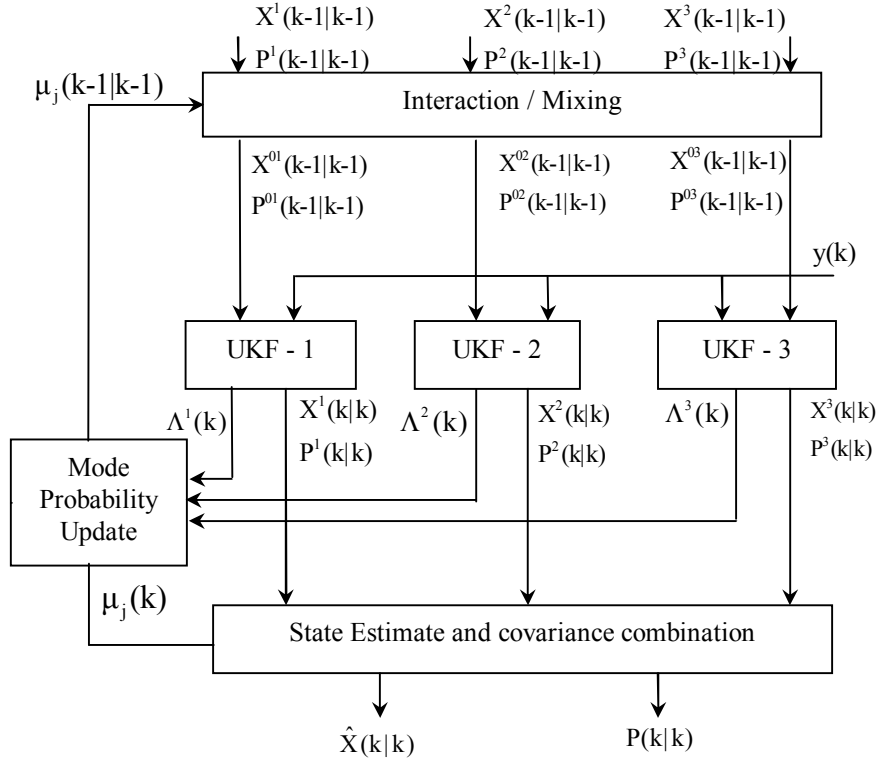 X¹(k-1|k-1) X²(k-1|k-1) X³(k-1|k-1)
P¹(k-1|k-1) P²(k-1|k-1) P³(k-1|k-1)
μⱼ(k-1|k-1)
Interaction / Mixing
X⁰¹(k-1|k-1) X⁰²(k-1|k-1) X⁰³(k-1|k-1)
P⁰¹(k-1|k-1) P⁰²(k-1|k-1) P⁰³(k-1|k-1)
y(k)
UKF - 1 UKF - 2 UKF - 3
Λ¹(k) X¹(k|k) Λ²(k) X²(k|k) Λ³(k) X³(k|k)
P¹(k|k) P²(k|k) P³(k|k)
Mode
Probability
Update
μⱼ(k)
State Estimate and covariance combination
X̂(k|k) P(k|k)